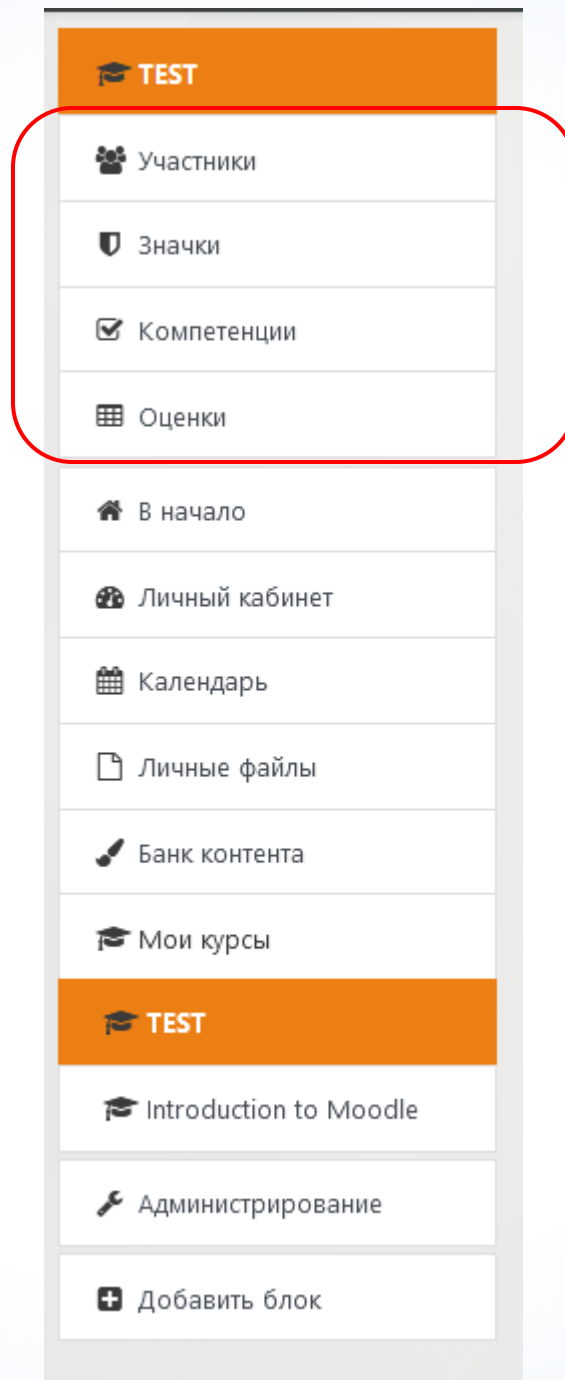 TEST
Участники
Значки
Компетенции
Оценки
В начало
Личный кабинет
Календарь
Личные файлы
Банк контента
Мои курсы
TEST
Introduction to Moodle
Администрирование
Добавить блок